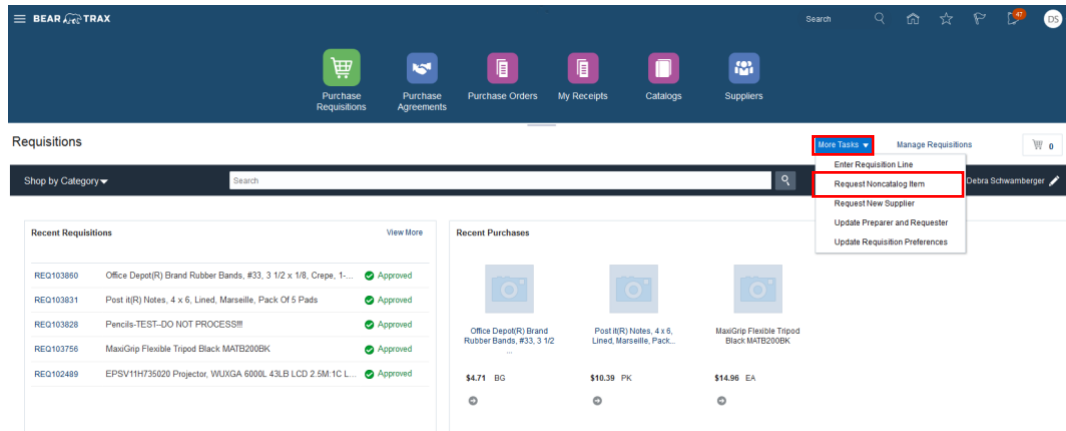 BEAR TRAX
Search
47
DS
Purchase
Requisitions
Purchase
Agreements
Purchase Orders
My Receipts
Catalogs
Suppliers
Requisitions
More Tasks
Manage Requisitions
0
Enter Requisition Line
Request Noncatalog Item
Request New Supplier
Update Preparer and Requester
Update Requisition Preferences
Shop by Category
Search
Debra Schwamberger
Recent Requisitions
View More
REQ103860 Office Depot(R) Brand Rubber Bands, #33, 3 1/2 x 1/8, Crepe, 1-... Approved
REQ103831 Post it(R) Notes, 4 x 6, Lined, Marseille, Pack Of 5 Pads Approved
REQ103828 Pencils-TEST--DO NOT PROCESS!!! Approved
REQ103756 MaxiGrip Flexible Tripod Black MATB200BK Approved
REQ102489 EPSV11H735020 Projector, WUXGA 6000L 43LB LCD 2.5M:1C L... Approved
Recent Purchases
Office Depot(R) Brand
Rubber Bands, #33, 3 1/2
...
$4.71 BG
Post it(R) Notes, 4 x 6,
Lined, Marseille, Pack...
$10.39 PK
MaxiGrip Flexible Tripod
Black MATB200BK
$14.96 EA